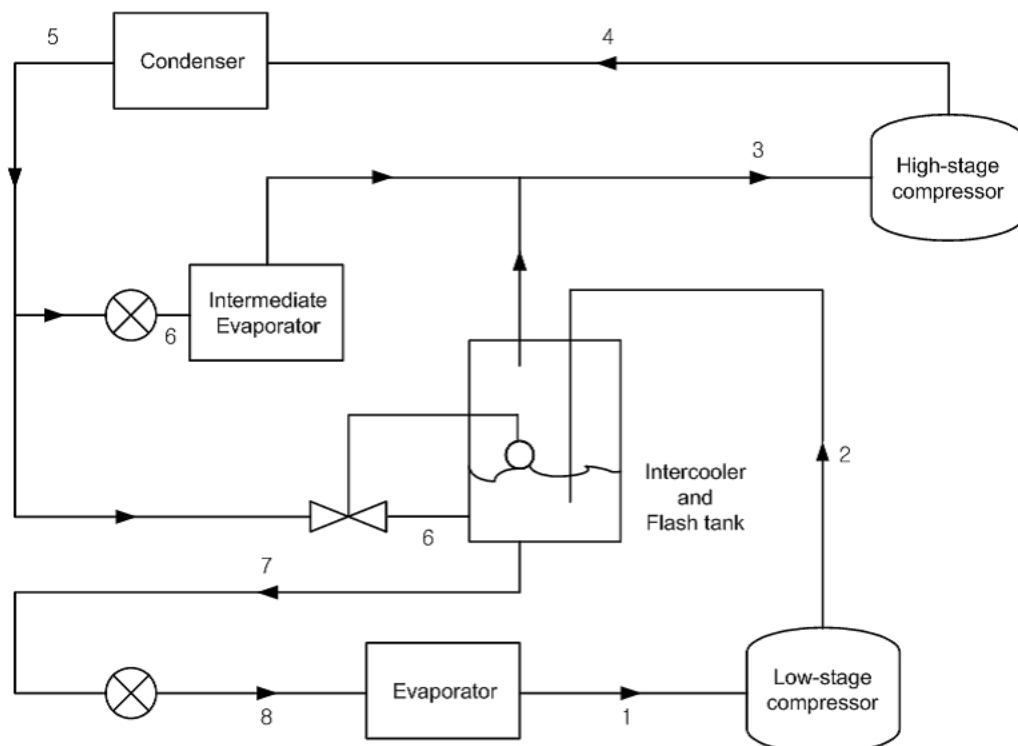 5
4
Condenser
3
High-stage
compressor
Intermediate
Evaporator
6
2
Intercooler
and
Flash tank
6
7
Evaporator
Low-stage
compressor
8
1